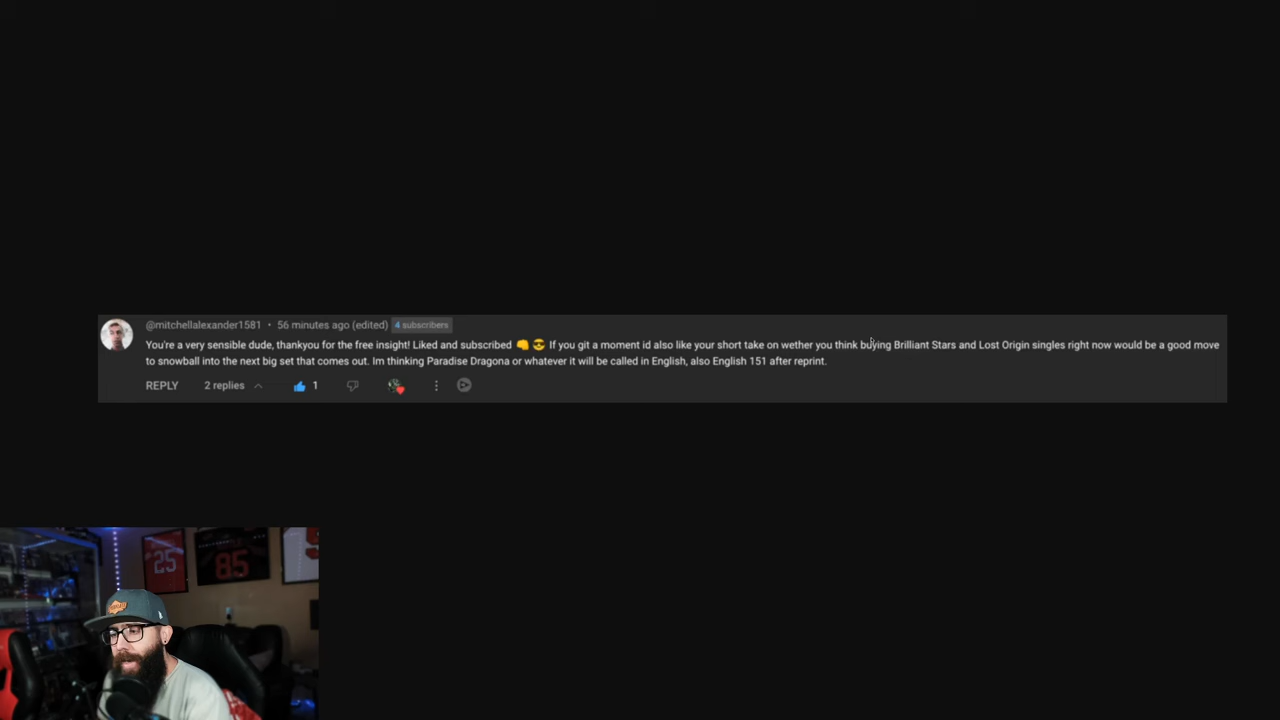 @mitchellalexander1581 • 56 minutes ago (edited) 4 subscribers
You're a very sensible dude, thankyou for the free insight! Liked and subscribed 👊 😎 If you git a moment id also like your short take on wether you think buying Brilliant Stars and Lost Origin singles right now would be a good move
to snowball into the next big set that comes out. Im thinking Paradise Dragona or whatever it will be called in English, also English 151 after reprint.
REPLY 2 replies 1
25
85